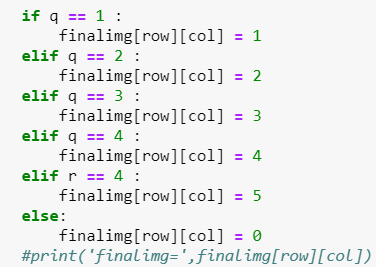 if q == 1 :
    finalimg[row][col] = 1
elif q == 2 :
    finalimg[row][col] = 2
elif q == 3 :
    finalimg[row][col] = 3
elif q == 4 :
    finalimg[row][col] = 4
elif r == 4 :
    finalimg[row][col] = 5
else:
    finalimg[row][col] = 0
#print('finalimg=',finalimg[row][col])